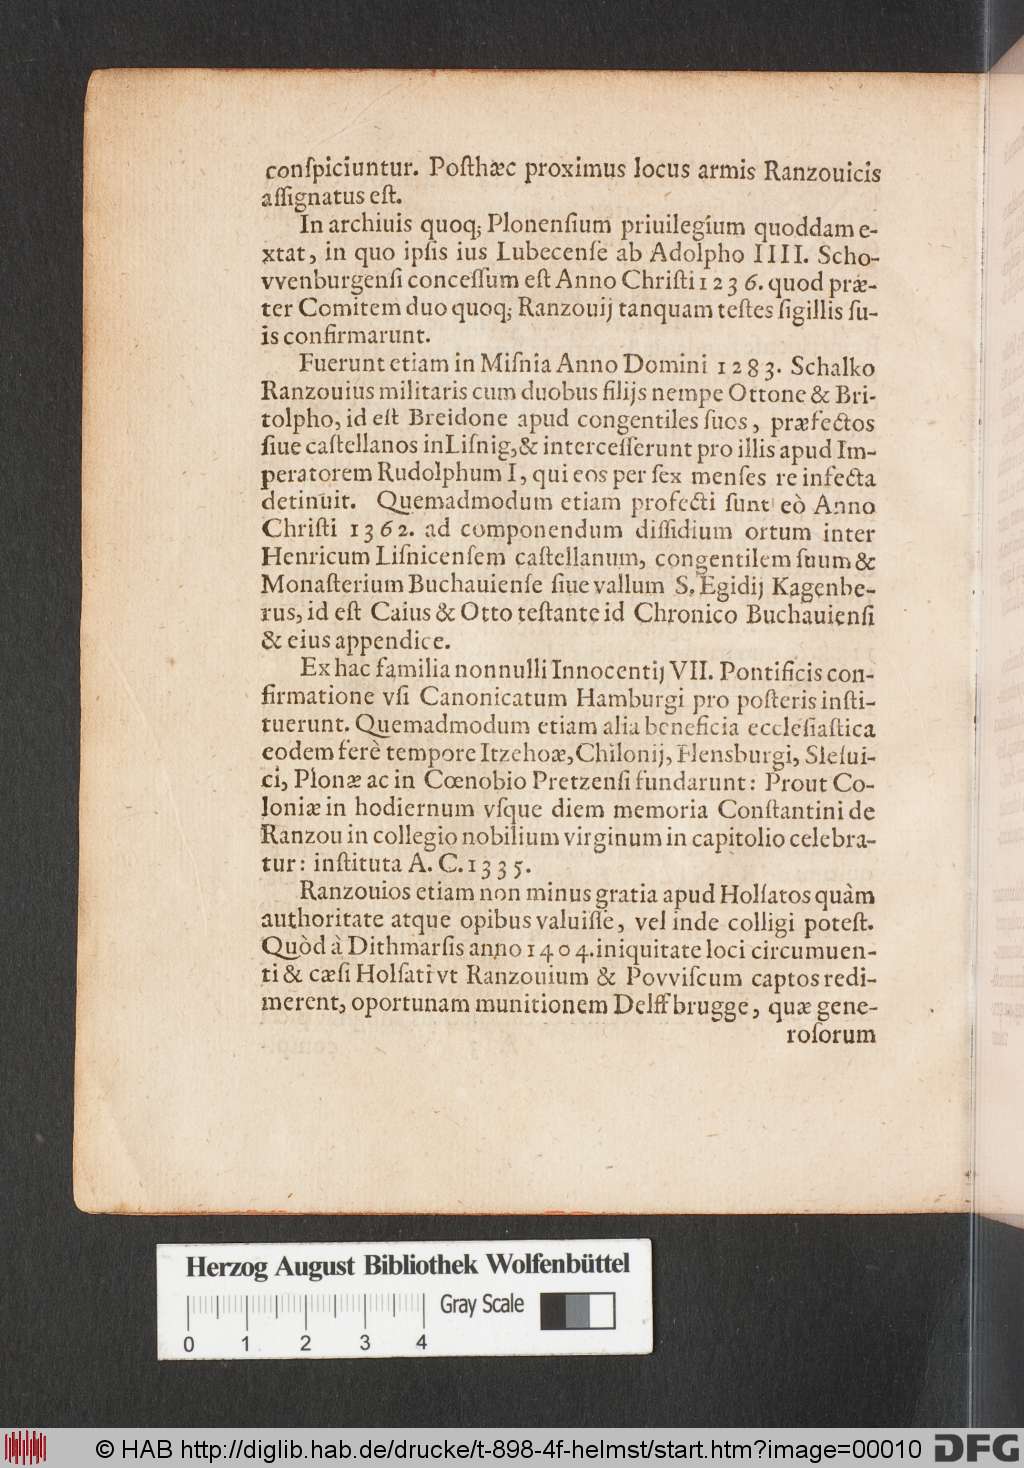 conſpiciuntur. Poſthæc proximus locus armis Ranzouicis
aſſignatus eſt.
In archiuis quoq; Plonenſium priuilegium quoddam e-
xtat, in quo ipſis ius Lubecenſe ab Adolpho IIII. Scho-
vvenburgenſi conceſſum eſt Anno Chriſti 1236. quod præ-
ter Comitem duo quoq; Ranzouij tanquam teſtes ſigillis ſu-
is confirmarunt.
Fuerunt etiam in Miſnia Anno Domini 1283. Schalko
Ranzouius militaris cum duobus filijs nempe Ottone & Bri-
tolpho, id eſt Breidone apud congentiles ſuos, præfectos
ſiue caſtellanos in Liſnig, & interceſſerunt pro illis apud Im-
peratorem Rudolphum I, qui eos per ſex menſes re infecta
detinuit. Quemadmodum etiam profecti ſunt eò Anno
Chriſti 1362. ad componendum diſſidium ortum inter
Henricum Liſnicenſem caſtellanum, congentilem ſuum &
Monaſterium Buchauienſe ſiue vallum S. Egidij Kagenbe-
rus, id eſt Caius & Otto teſtante id Chronico Buchauienſi
& eius appendice.
Ex hac familia nonnulli Innocentij VII. Pontificis con-
firmatione vſi Canonicatum Hamburgi pro poſteris inſti-
tuerunt. Quemadmodum etiam alia beneficia eccleſiaſtica
eodem ferè tempore Itzehoæ, Chilonij, Flensburgi, Sleſui-
ci, Plonæ ac in Cœnobio Pretzenſi fundarunt: Prout Co-
loniæ in hodiernum vſque diem memoria Conſtantini de
Ranzou in collegio nobilium virginum in capitolio celebra-
tur: inſtituta A. C. 1335.
Ranzouios etiam non minus gratia apud Holſatos quàm
authoritate atque opibus valuiſſe, vel inde colligi poteſt.
Quòd à Dithmarſis anno 1404. iniquitate loci circumuen-
ti & cæſi Holſati vt Ranzouium & Povviſcum captos redi-
merent, oportunam munitionem Delffbrugge, quæ gene-
roſorum
Herzog August Bibliothek Wolfenbüttel
Gray Scale
0 1 2 3 4
© HAB http://diglib.hab.de/drucke/t-898-4f-helmst/start.htm?image=00010
DFG